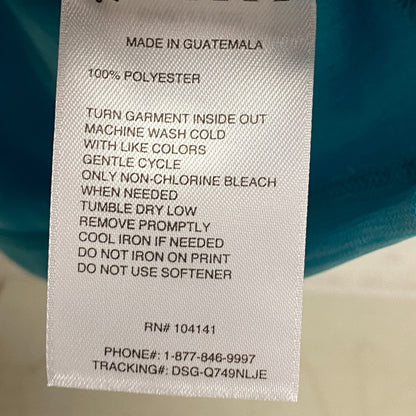 MADE IN GUATEMALA
100% POLYESTER
TURN GARMENT INSIDE OUT
MACHINE WASH COLD
WITH LIKE COLORS
GENTLE CYCLE
ONLY NON-CHLORINE BLEACH
WHEN NEEDED
TUMBLE DRY LOW
REMOVE PROMPTLY
COOL IRON IF NEEDED
DO NOT IRON ON PRINT
DO NOT USE SOFTENER
RN# 104141
PHONE#: 1-877-846-9997
TRACKING#: DSG-Q749NLJE